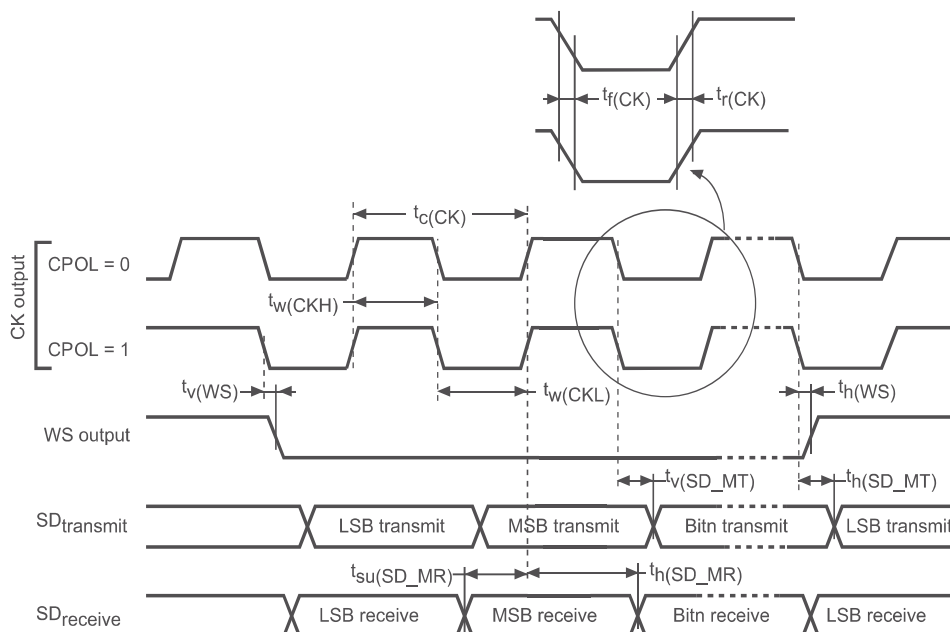 tf(CK)
tr(CK)
tc(CK)
CK output
CPOL = 0
tw(CKH)
CPOL = 1
tv(WS)
tw(CKL)
th(WS)
WS output
tv(SD_MT)
th(SD_MT)
SDtransmit
LSB transmit
MSB transmit
Bitn transmit
LSB transmit
tsu(SD_MR)
th(SD_MR)
SDreceive
LSB receive
MSB receive
Bitn receive
LSB receive